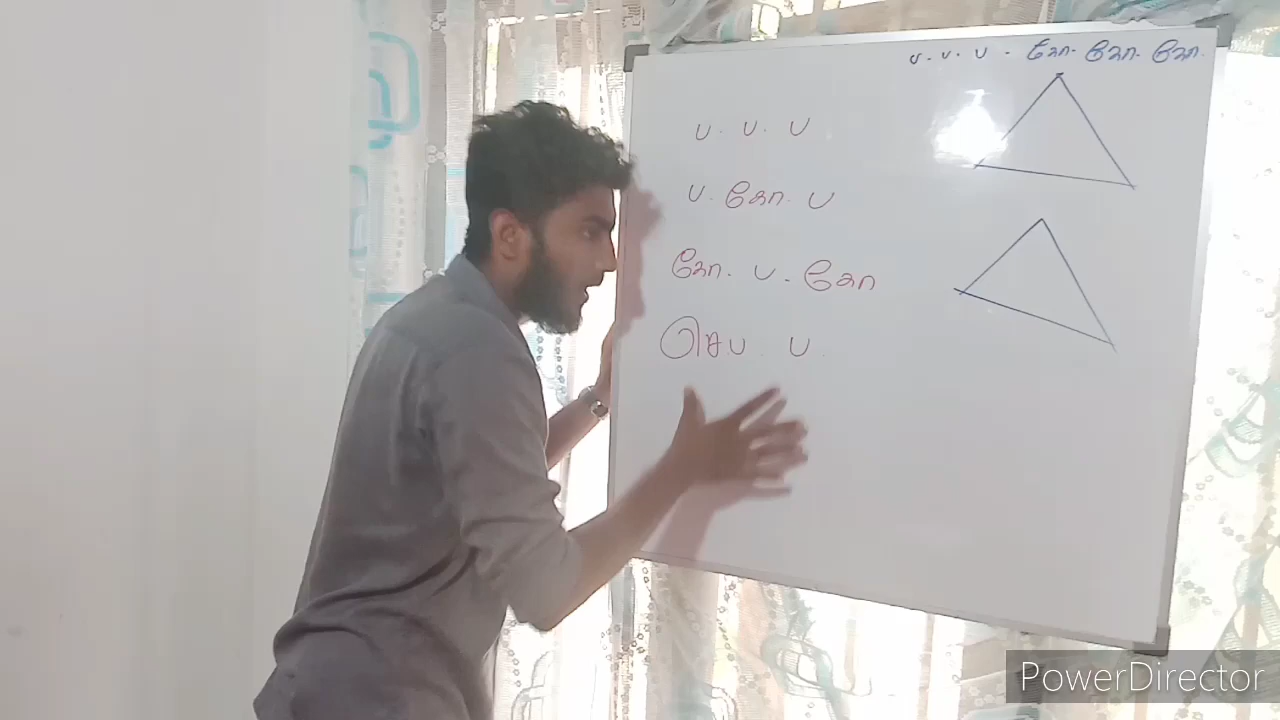 ப. ப. ப - கோ. கோ. கோ.
ப. ப. ப
ப. கோ. ப
கோ. ப. கோ
செப ப.
PowerDirector